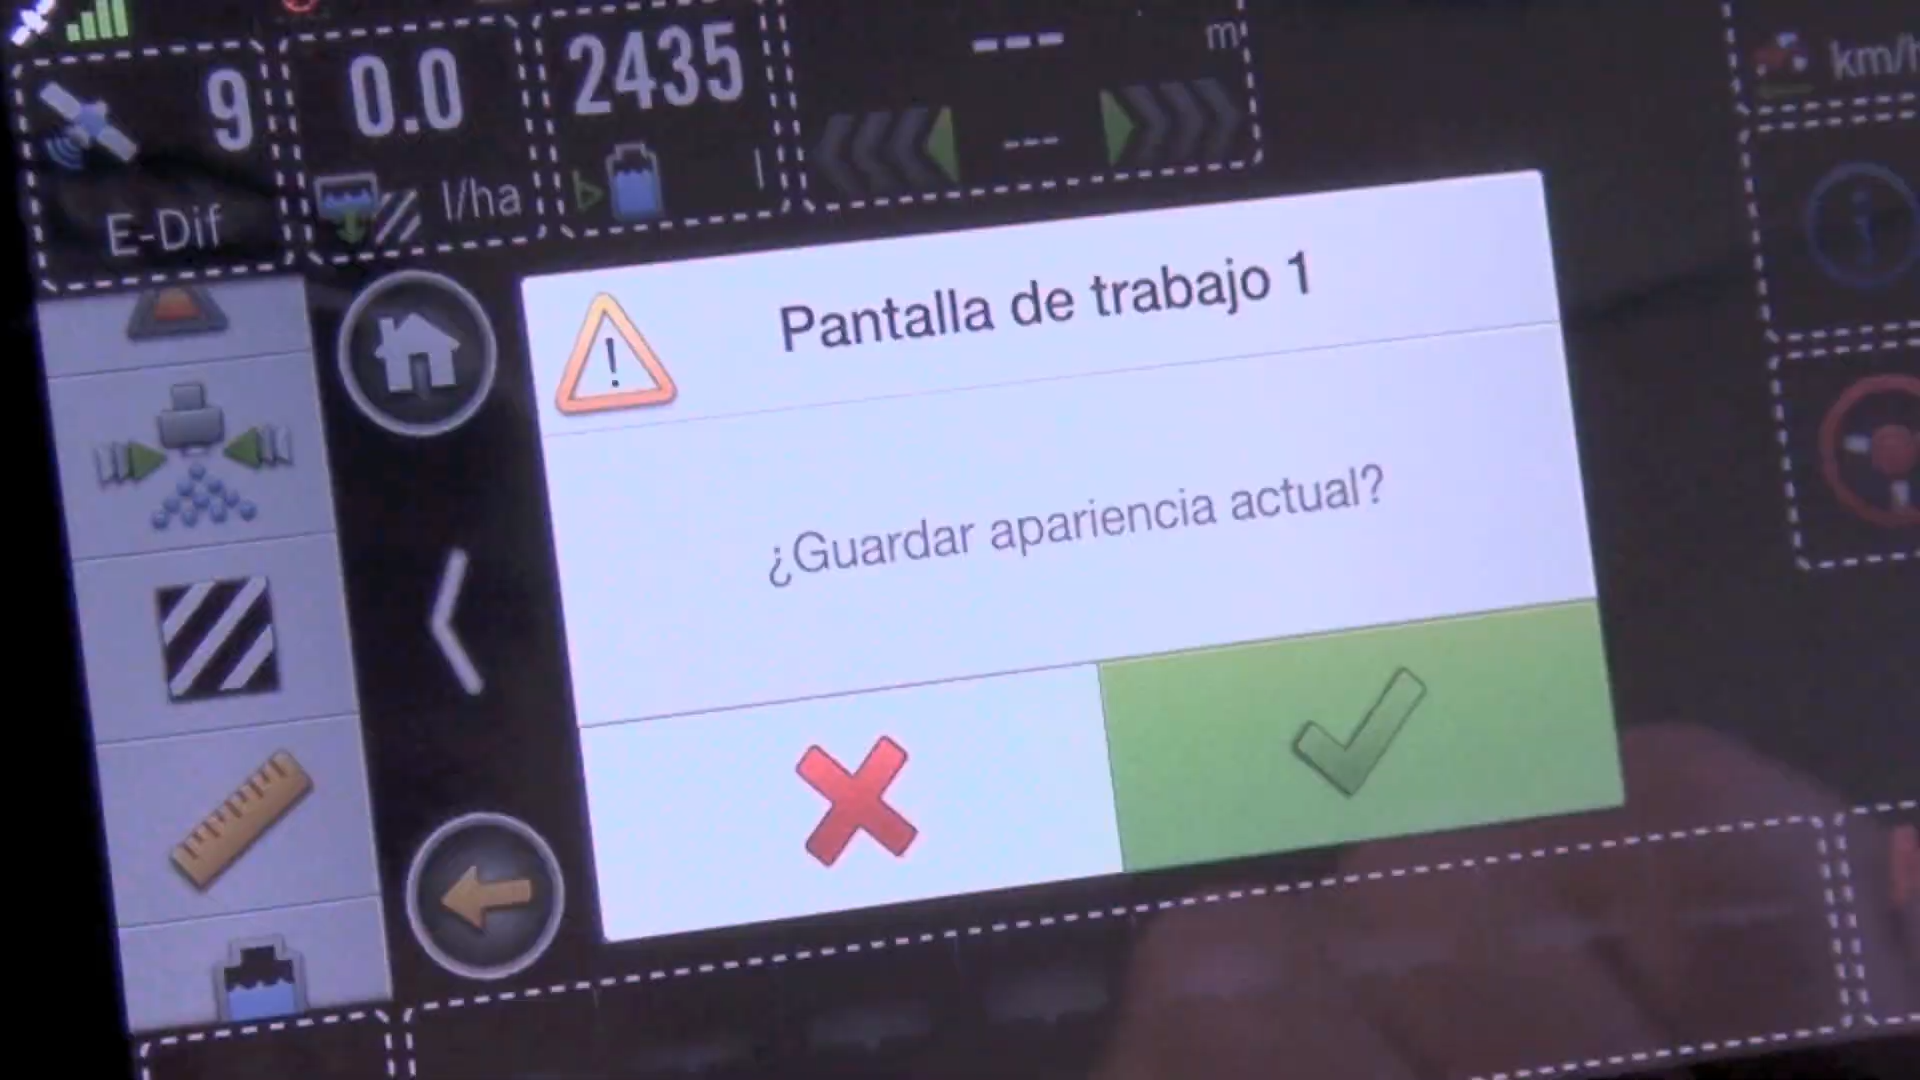 9
E-Dif
0.0
l/ha
2435
l
---
m
---
km/h
Pantalla de trabajo 1
¿Guardar apariencia actual?